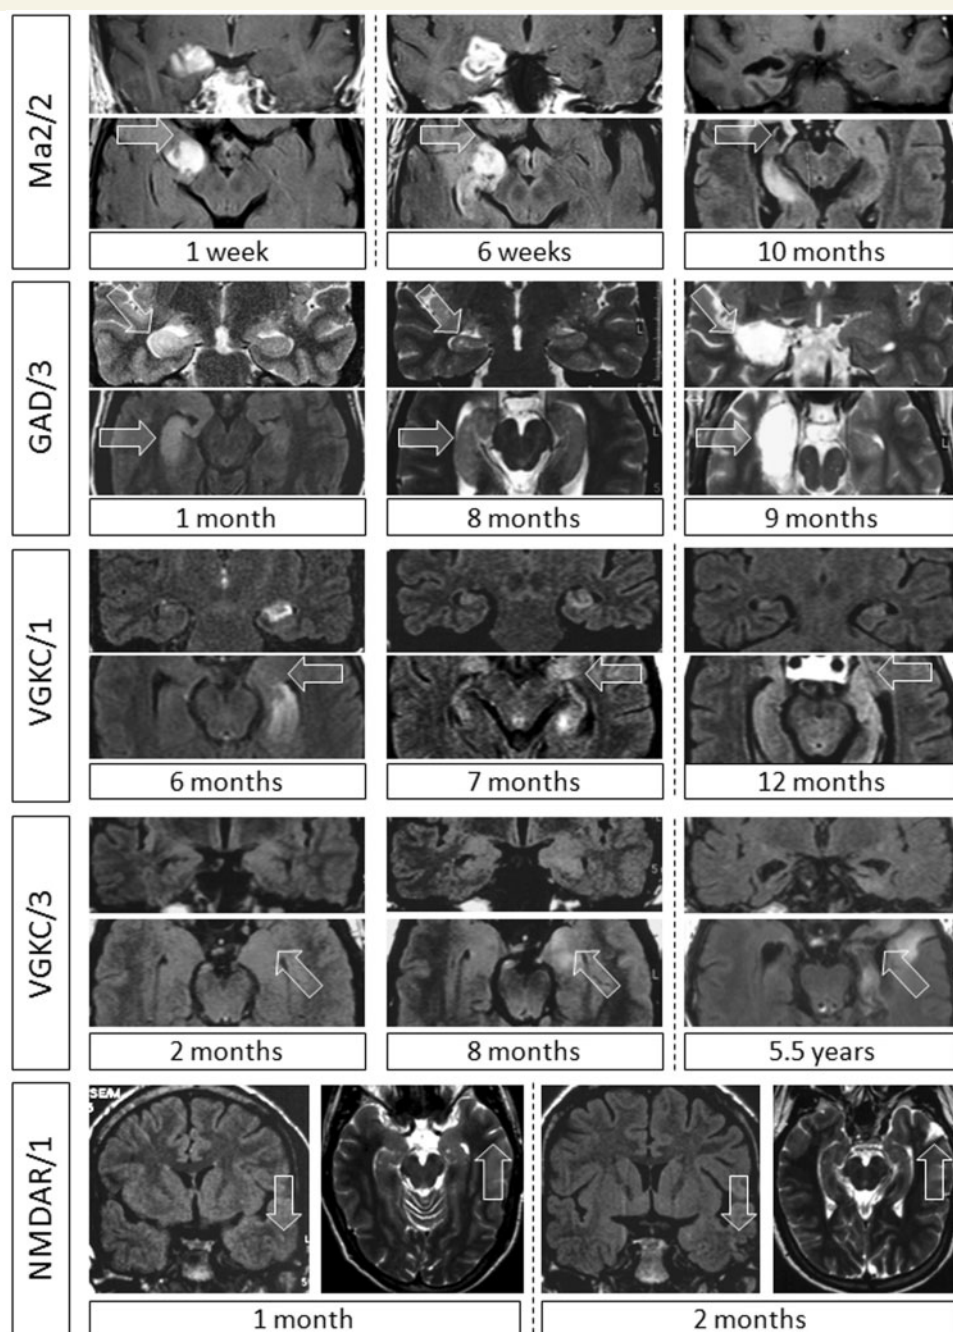 Ma2/2
1 week
6 weeks
10 months
GAD/3
L
L
S
L
1 month
8 months
9 months
VGKC/1
6 months
7 months
12 months
VGKC/3
S
L
2 months
8 months
5.5 years
NMDAR/1
L
1 month
2 months